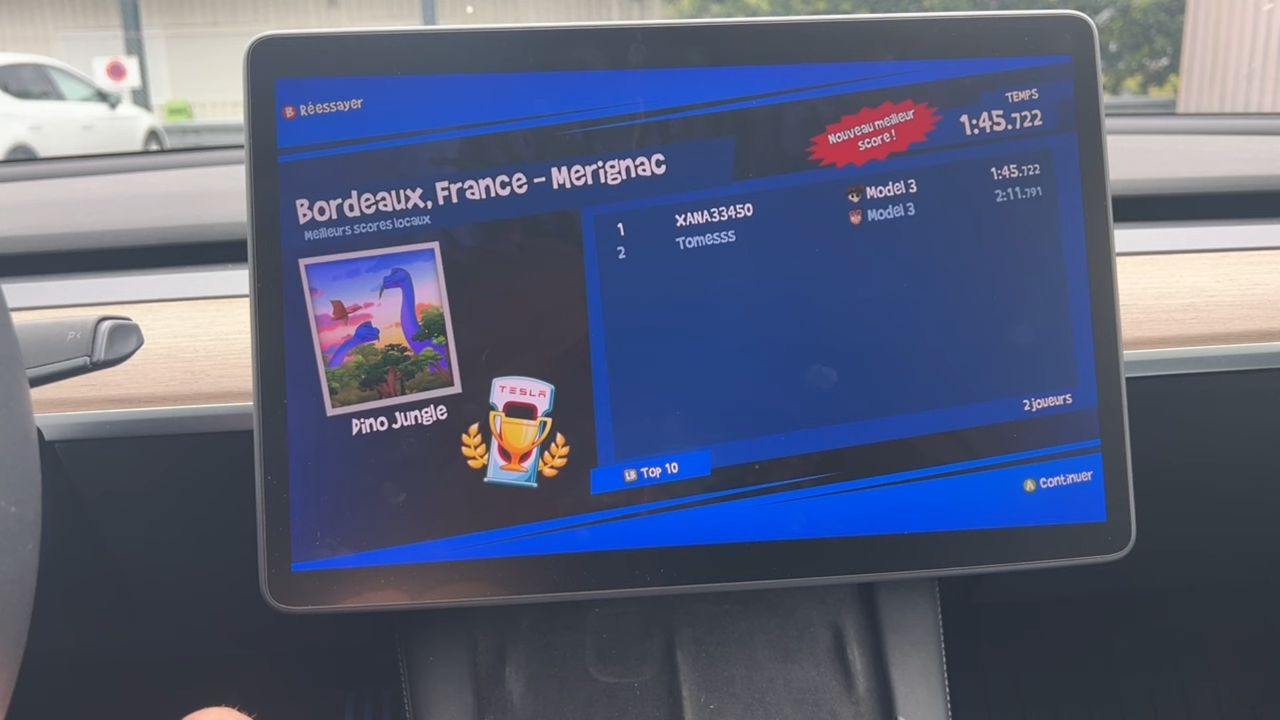 B Réessayer
TEMPS
1:45.722
Nouveau meilleur
score !
Bordeaux, France - Merignac
Meilleurs scores locaux
1 XANA33450 Model 3 1:45.722
2 Tomesss Model 3 2:11.791
Dino Jungle
TESLA
2 joueurs
LB Top 10
A Continuer
P<